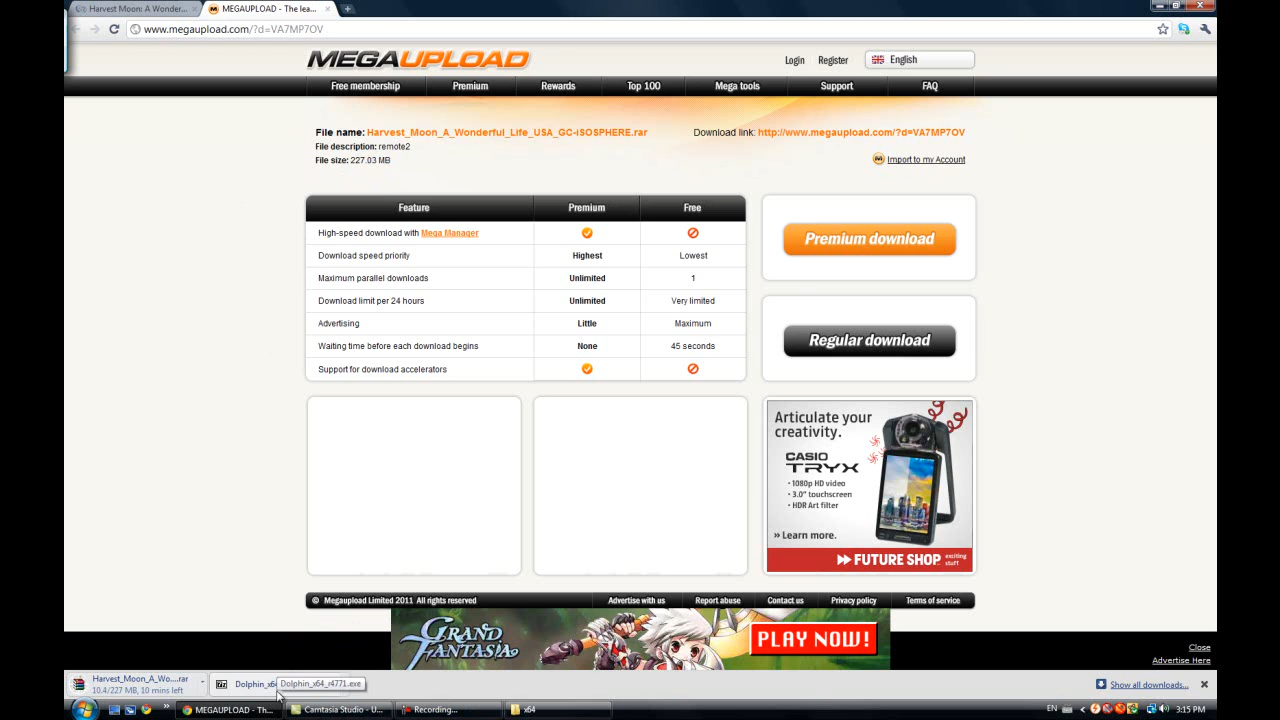 Harvest Moon: A Wonder...
MEGAUPLOAD - The lea...
www.megaupload.com/?d=VA7MP7OV
MEGAUPLOAD
Login Register English
Free membership Premium Rewards Top 100 Mega tools Support FAQ
File name: Harvest_Moon_A_Wonderful_Life_USA_GC-iSOSPHERE.rar
Download link: http://www.megaupload.com/?d=VA7MP7OV
File description: remote2
File size: 227.03 MB
Import to my Account
Feature Premium Free
High-speed download with Mega Manager
Download speed priority Highest Lowest
Maximum parallel downloads Unlimited 1
Download limit per 24 hours Unlimited Very limited
Advertising Little Maximum
Waiting time before each download begins None 45 seconds
Support for download accelerators
Premium download
Regular download
Articulate your
creativity.
CASIO
TRYX
• 1080p HD video
• 3.0" touchscreen
• HDR Art filter
» Learn more.
FUTURE SHOP exciting stuff
© Megaupload Limited 2011 All rights reserved
Advertise with us Report abuse Contact us Privacy policy Terms of service
GRAND
FANTASIA
PLAY NOW!
Close
Advertise Here
Harvest_Moon_A_Wo....rar
10.4/227 MB, 10 mins left
Dolphin_x64
Dolphin_x64_r4771.exe
Show all downloads...
MEGAUPLOAD - Th...
Camtasia Studio - U...
Recording...
x64
EN
3:15 PM